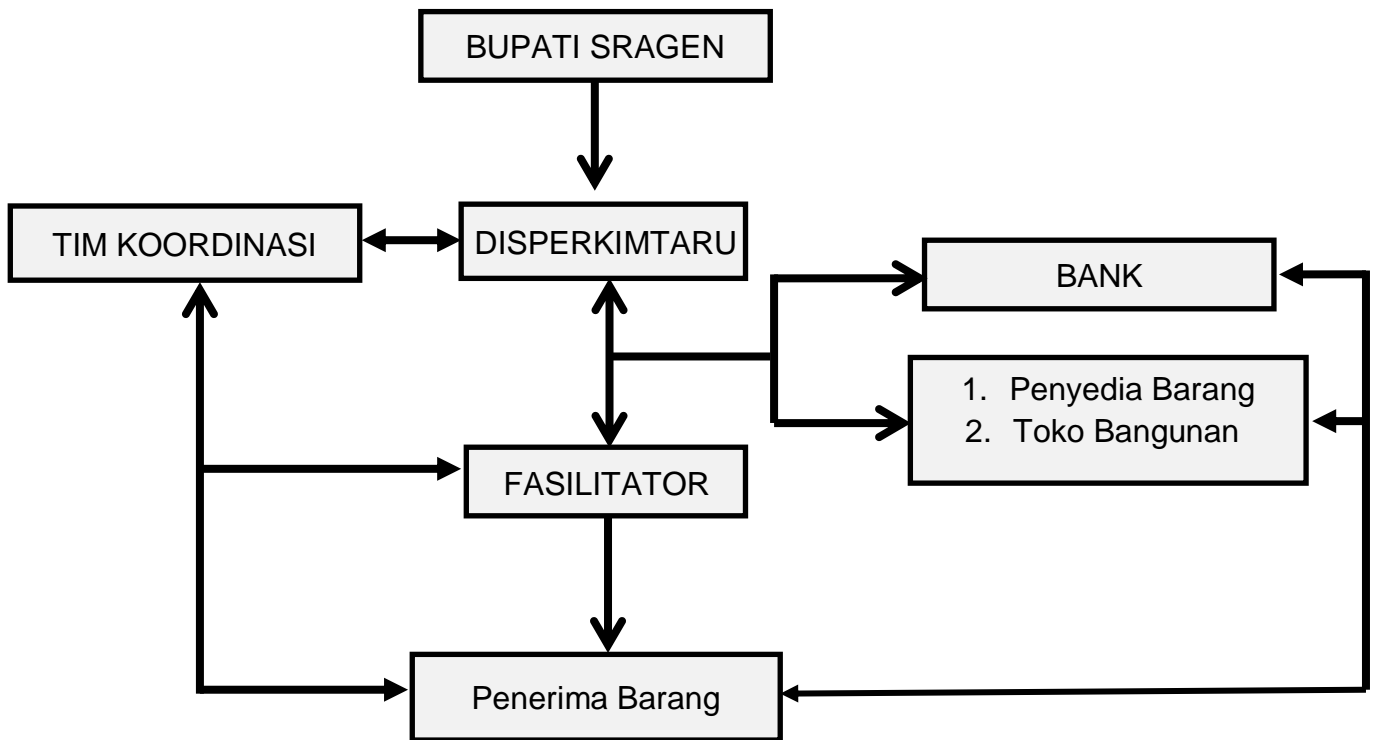 BUPATI SRAGEN
TIM KOORDINASI
DISPERKIMTARU
BANK
1. Penyedia Barang
2. Toko Bangunan
FASILITATOR
Penerima Barang